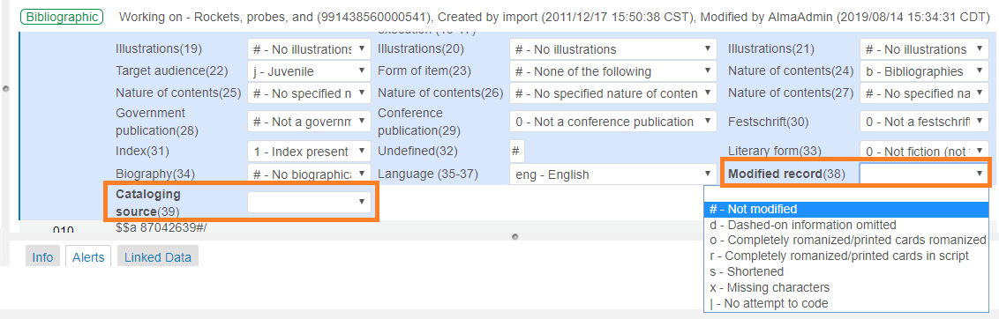 Bibliographic Working on - Rockets, probes, and (991438560000541), Created by import (2011/12/17 15:50:38 CST), Modified by AlmaAdmin (2019/08/14 15:34:31 CDT)
Illustrations(19) # - No illustrations Illustrations(20) # - No illustrations Illustrations(21) # - No illustrations
Target audience(22) j - Juvenile Form of item(23) # - None of the following Nature of contents(24) b - Bibliographies
Nature of contents(25) # - No specified n Nature of contents(26) # - No specified nature of conten Nature of contents(27) # - No specified na
Government publication(28) # - Not a governm Conference publication(29) 0 - Not a conference publication Festschrift(30) 0 - Not a festschrift
Index(31) 1 - Index present Undefined(32) # Literary form(33) 0 - Not fiction (not
Biography(34) # - No biographic Language (35-37) eng - English Modified record(38)
Cataloging source(39)
# - Not modified
d - Dashed-on information omitted
o - Completely romanized/printed cards romanized
r - Completely romanized/printed cards in script
s - Shortened
x - Missing characters
| - No attempt to code
010 $$a 87042639#/
Info Alerts Linked Data